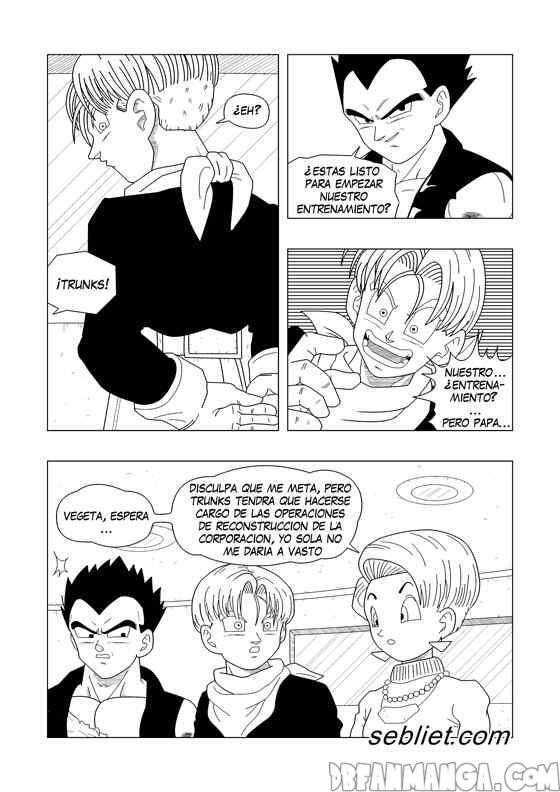 ¿EH?
¡TRUNKS!
¿ESTAS LISTO
PARA EMPEZAR
NUESTRO
ENTRENAMIENTO?
NUESTRO...
¿ENTRENA-
MIENTO?
...
PERO PAPA...
VEGETA, ESPERA
...
DISCULPA QUE ME META, PERO
TRUNKS TENDRA QUE HACERSE
CARGO DE LAS OPERACIONES
DE RECONSTRUCCION DE LA
CORPORACION, YO SOLA NO
ME DARIA A VASTO
sebliet.com
DBFANMANGA.COM